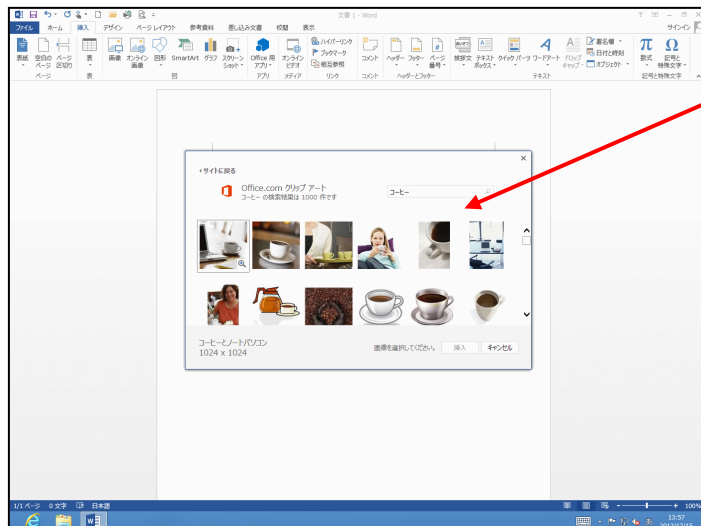 文書 1 - Word
ファイル ホーム 挿入 デザイン ページ レイアウト 参考資料 差し込み文書 校閲 表示 サインイン
表紙 空白の ページ 表 画像 オンライン 図形 SmartArt グラフ スクリーン Office 用 オンライン ハイパーリンク コメント ヘッダー フッター ページ 挨拶文 テキスト クイック パーツ ワードアート ドロップ 署名欄 数式 記号と
ページ 区切り 画像 ショット アプリ ビデオ ブックマーク 番号 ボックス キャップ 日付と時刻 特殊文字
相互参照 オブジェクト
ページ 表 図 アプリ メディア リンク コメント ヘッダーとフッター テキスト 記号と特殊文字
サイトに戻る
Office.com クリップ アート
コーヒー の検索結果は 1000 件です
コーヒー
コーヒーとノートパソコン
1024 x 1024
画像を選択してください。 挿入 キャンセル
1/1 ページ 0 文字 日本語 100%
13:57